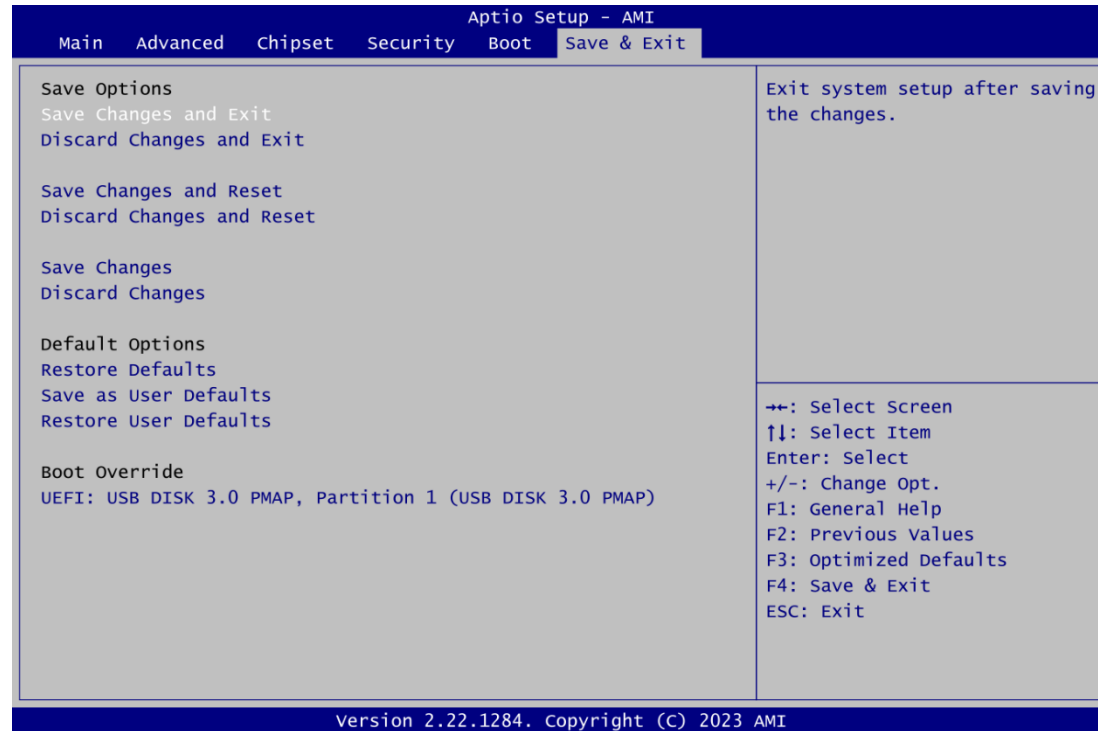 Aptio Setup - AMI
Main Advanced Chipset Security Boot Save & Exit
Save Options
Save Changes and Exit
Discard Changes and Exit
Save Changes and Reset
Discard Changes and Reset
Save Changes
Discard Changes
Default Options
Restore Defaults
Save as User Defaults
Restore User Defaults
Boot Override
UEFI: USB DISK 3.0 PMAP, Partition 1 (USB DISK 3.0 PMAP)
Exit system setup after saving
the changes.
→←: Select Screen
↑↓: Select Item
Enter: Select
+/-: Change Opt.
F1: General Help
F2: Previous Values
F3: Optimized Defaults
F4: Save & Exit
ESC: Exit
Version 2.22.1284. Copyright (C) 2023 AMI